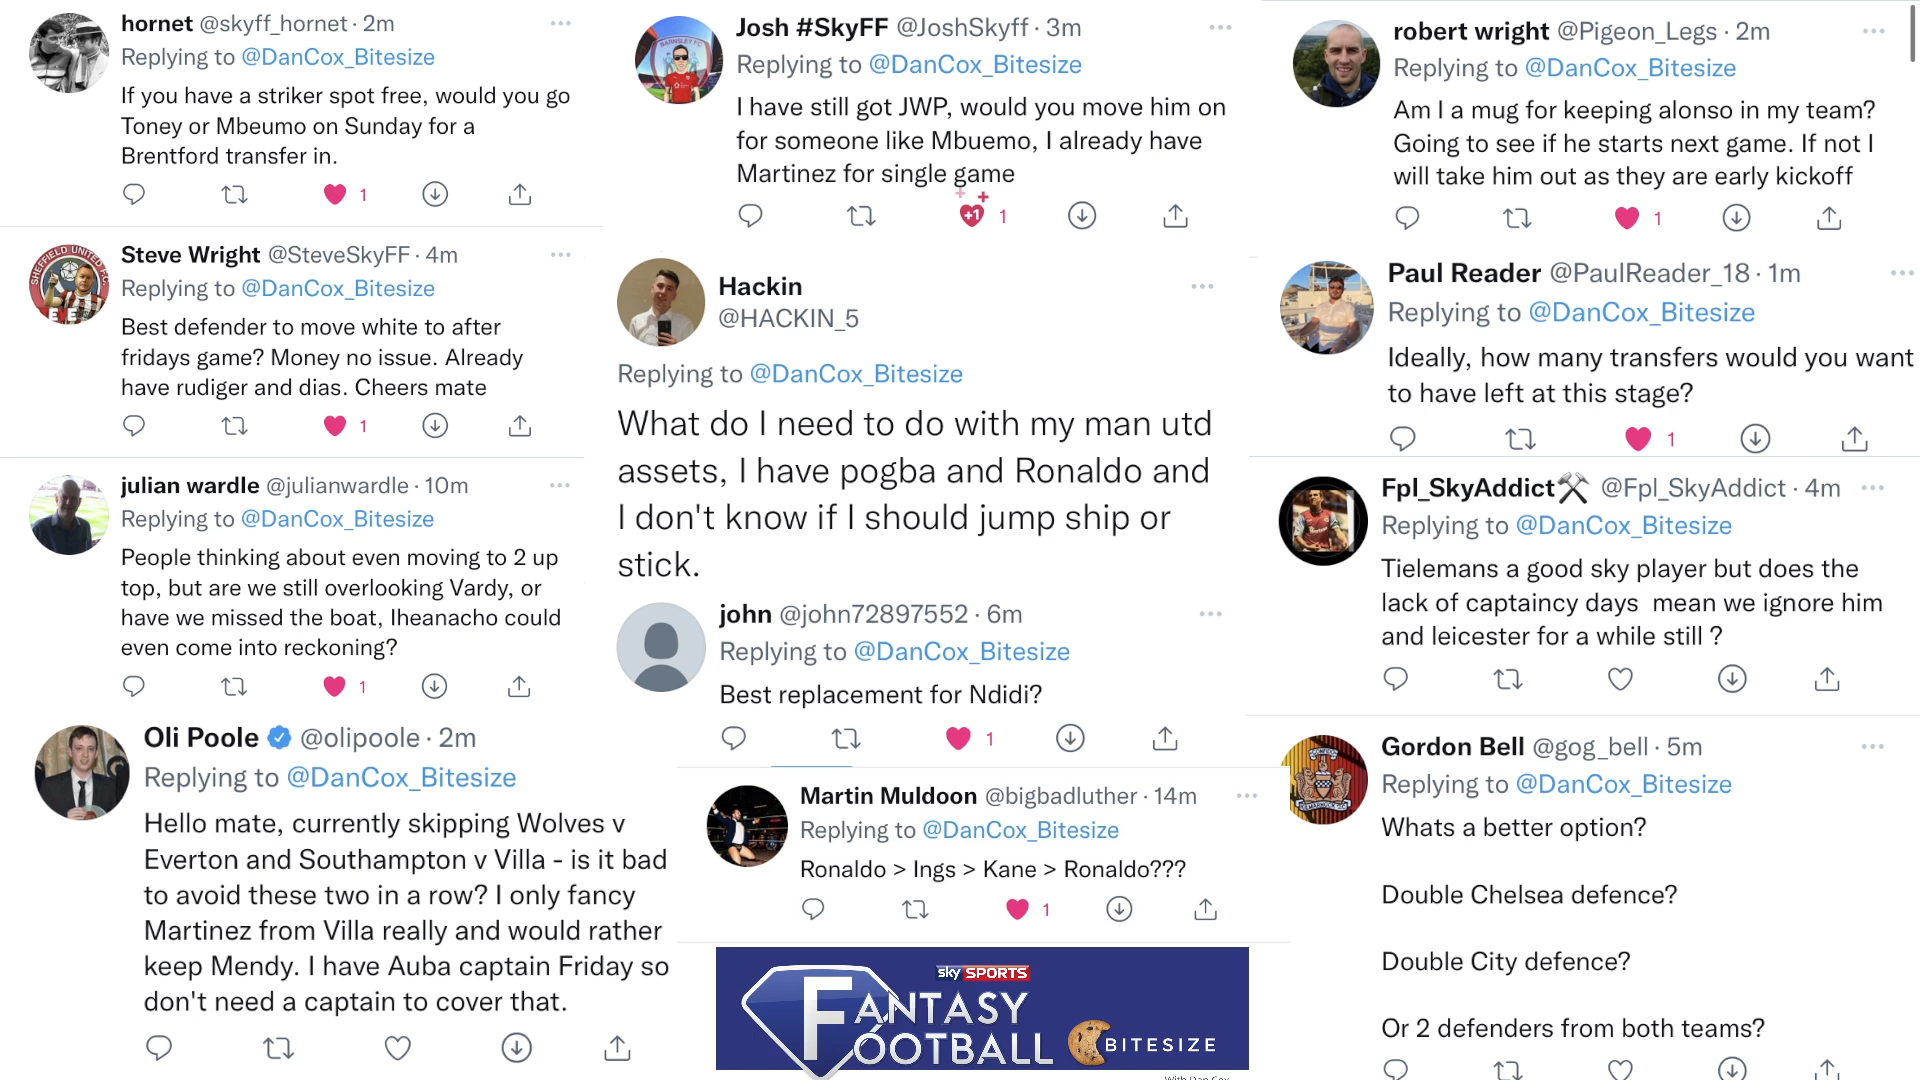 hornet @skyff_hornet · 2m
Replying to @DanCox_Bitesize
If you have a striker spot free, would you go
Toney or Mbeumo on Sunday for a
Brentford transfer in.
1
Steve Wright @SteveSkyFF · 4m
Replying to @DanCox_Bitesize
Best defender to move white to after
fridays game? Money no issue. Already
have rudiger and dias. Cheers mate
1
julian wardle @julianwardle · 10m
Replying to @DanCox_Bitesize
People thinking about even moving to 2 up
top, but are we still overlooking Vardy, or
have we missed the boat, Iheanacho could
even come into reckoning?
1
Oli Poole @olipoole · 2m
Replying to @DanCox_Bitesize
Hello mate, currently skipping Wolves v
Everton and Southampton v Villa - is it bad
to avoid these two in a row? I only fancy
Martinez from Villa really and would rather
keep Mendy. I have Auba captain Friday so
don't need a captain to cover that.
Josh #SkyFF @JoshSkyff · 3m
Replying to @DanCox_Bitesize
I have still got JWP, would you move him on
for someone like Mbuemo, I already have
Martinez for single game
+1 1
Hackin
@HACKIN_5
Replying to @DanCox_Bitesize
What do I need to do with my man utd
assets, I have pogba and Ronaldo and
I don't know if I should jump ship or
stick.
john @john72897552 · 6m
Replying to @DanCox_Bitesize
Best replacement for Ndidi?
1
Martin Muldoon @bigbadluther · 14m
Replying to @DanCox_Bitesize
Ronaldo > Ings > Kane > Ronaldo???
1
sky SPORTS
FANTASY
FOOTBALL
BITESIZE
With Dan Cox
robert wright @Pigeon_Legs · 2m
Replying to @DanCox_Bitesize
Am I a mug for keeping alonso in my team?
Going to see if he starts next game. If not I
will take him out as they are early kickoff
1
Paul Reader @PaulReader_18 · 1m
Replying to @DanCox_Bitesize
Ideally, how many transfers would you want
to have left at this stage?
1
Fpl_SkyAddict⚒ @Fpl_SkyAddict · 4m
Replying to @DanCox_Bitesize
Tielemans a good sky player but does the
lack of captaincy days mean we ignore him
and leicester for a while still ?
Gordon Bell @gog_bell · 5m
Replying to @DanCox_Bitesize
Whats a better option?
Double Chelsea defence?
Double City defence?
Or 2 defenders from both teams?